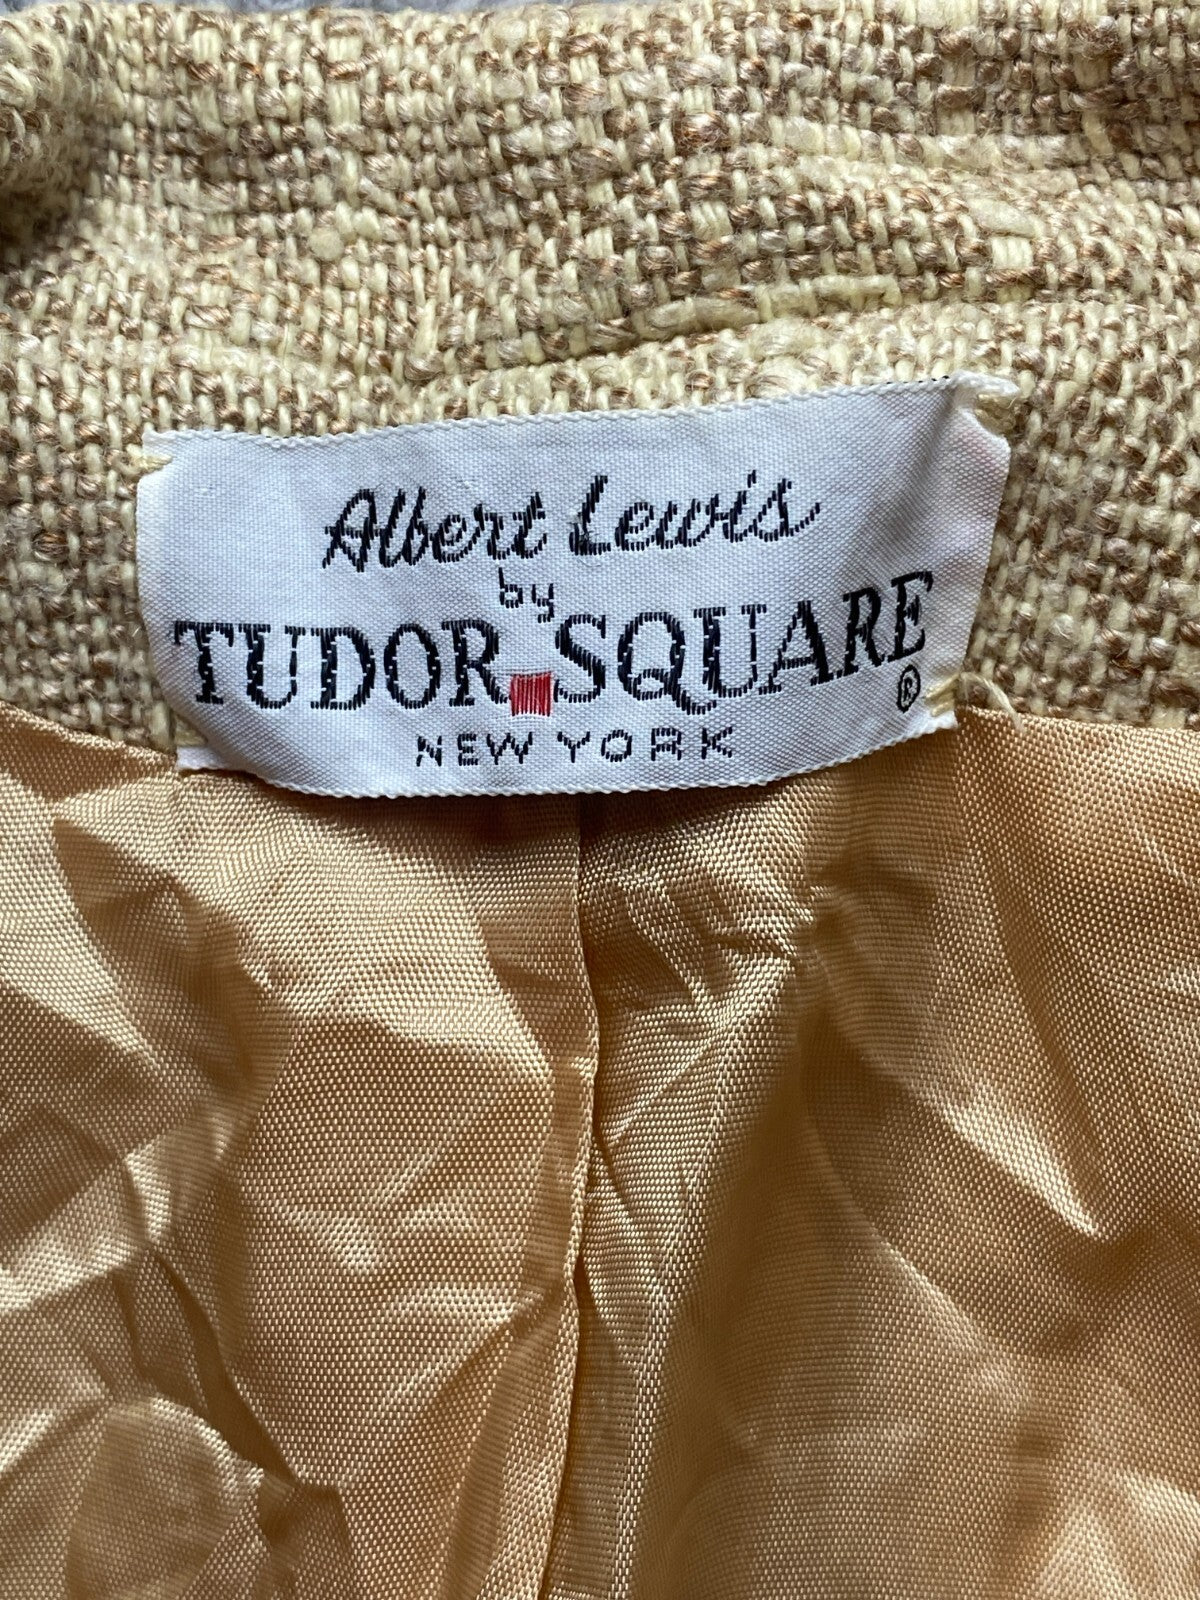 Albert Lewis
by
TUDOR SQUARE®
NEW YORK